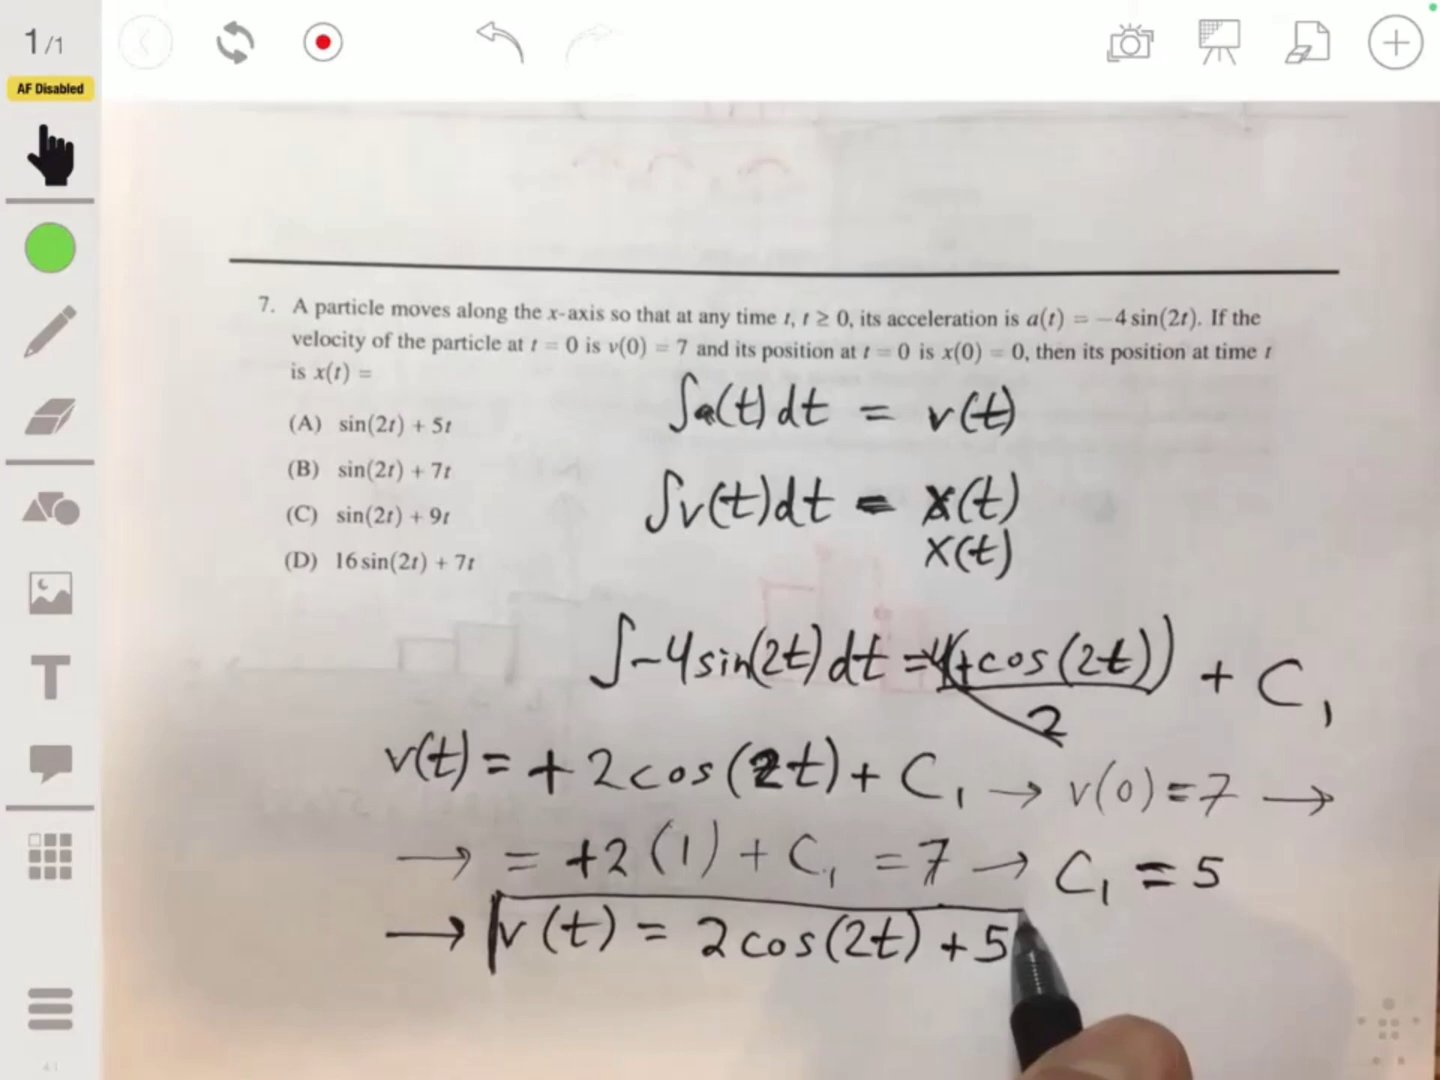 1/1
AF Disabled
7. A particle moves along the x-axis so that at any time t, t ≥ 0, its acceleration is a(t) = −4 sin(2t). If the
velocity of the particle at t = 0 is v(0) = 7 and its position at t = 0 is x(0) = 0, then its position at time t
is x(t) =
(A) sin(2t) + 5t
(B) sin(2t) + 7t
(C) sin(2t) + 9t
(D) 16 sin(2t) + 7t
∫a(t)dt = v(t)
∫v(t)dt = x(t)
x(t)
∫-4sin(2t)dt = 4(+cos(2t))/2 + C₁
v(t) = +2cos(2t) + C₁ → v(0)=7 →
→ = +2(1) + C₁ = 7 → C₁ = 5
→ v(t) = 2cos(2t) + 5
T